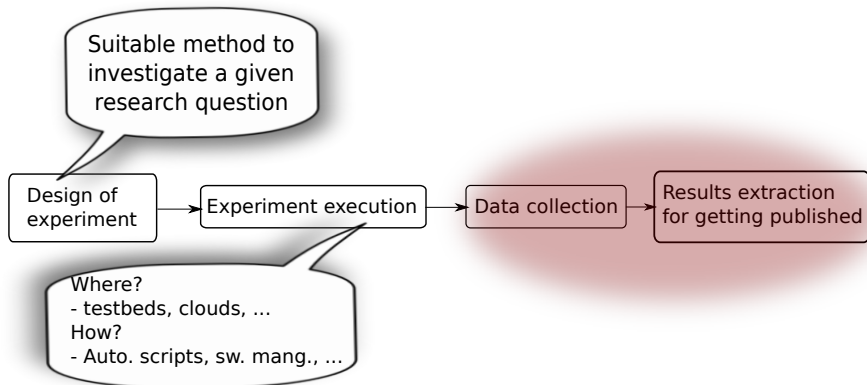 Suitable method to
investigate a given
research question
Design of
experiment
Experiment execution
Data collection
Results extraction
for getting published
Where?
- testbeds, clouds, ...
How?
- Auto. scripts, sw. mang., ...